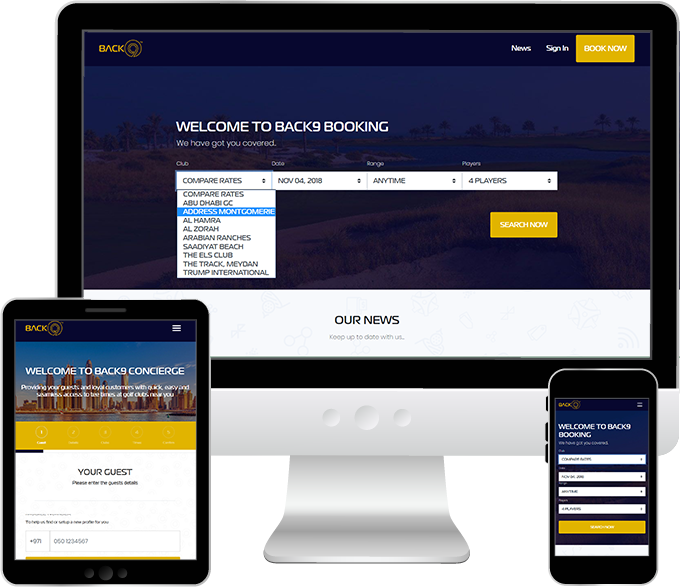 BACK9
News
Sign In
BOOK NOW
WELCOME TO BACK9 BOOKING
We have got you covered..
Club
Date
Range
Players
COMPARE RATES
NOV 04, 2018
ANYTIME
4 PLAYERS
COMPARE RATES
ABU DHABI GC
ADDRESS MONTGOMERIE
AL HAMRA
AL ZORAH
ARABIAN RANCHES
SAADIYAT BEACH
THE ELS CLUB
THE TRACK, MEYDAN
TRUMP INTERNATIONAL
SEARCH NOW
OUR NEWS
Keep up to date with us..
BACK9
WELCOME TO BACK9 CONCIERGE
Providing your guests and loyal customers with quick, easy and
seamless access to tee times at golf clubs near you
1
2
3
4
5
Guest
YOUR GUEST
Please enter the guests details
To help us find or setup a new profile for you
+971
050 1234567
BACK9
WELCOME TO BACK9
BOOKING
We have got you covered.
Club
COMPARE RATES
Date
NOV 04, 2018
Range
ANYTIME
Players
4 PLAYERS
SEARCH NOW